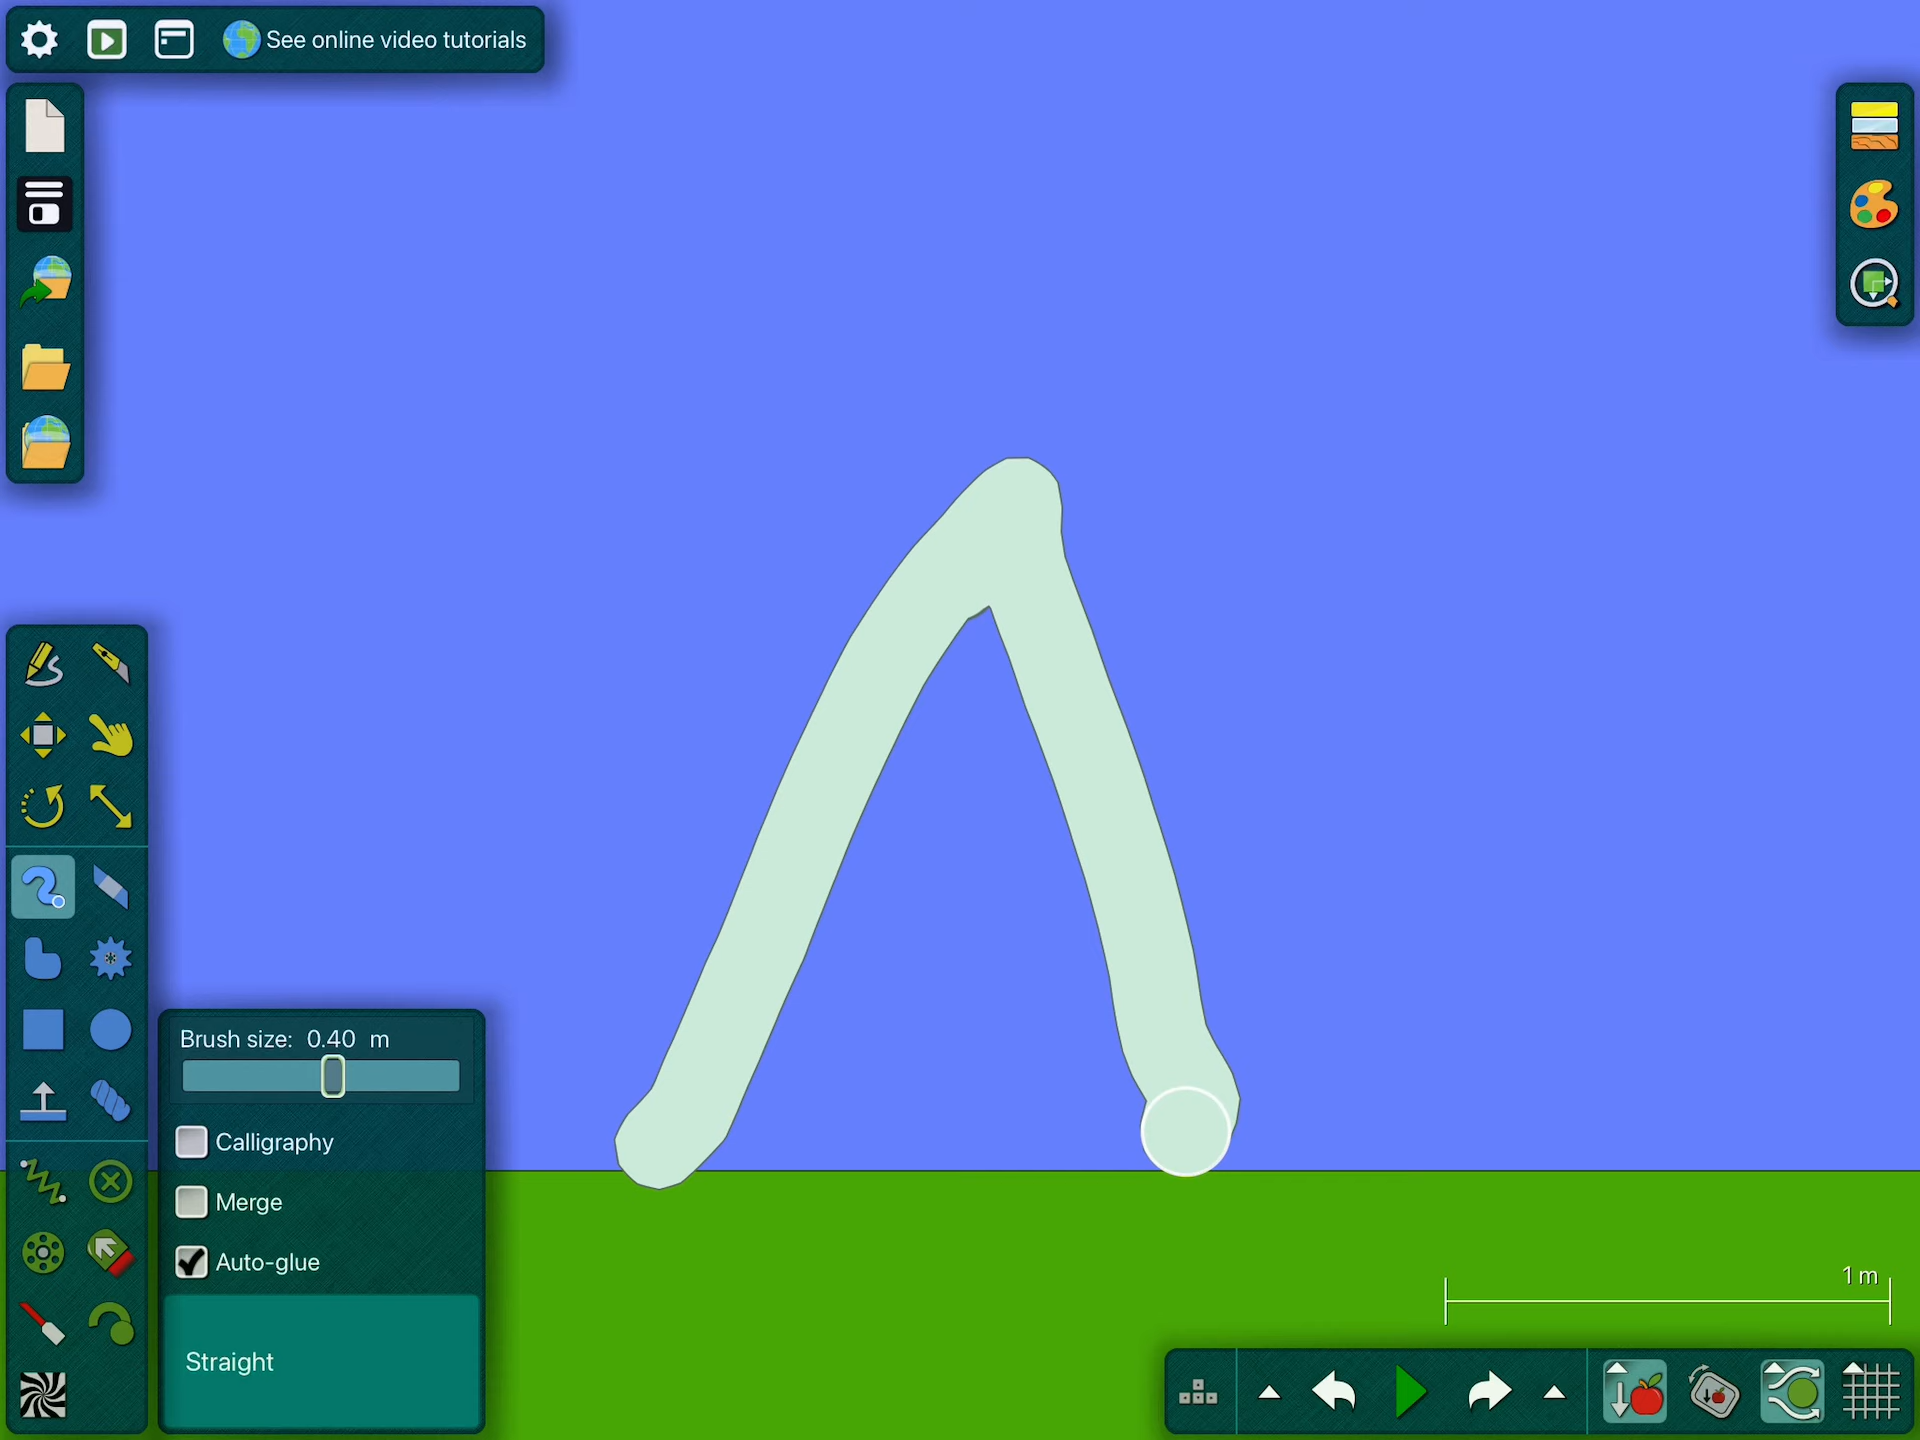 See online video tutorials
Brush size: 0.40 m
Calligraphy
Merge
Auto-glue
Straight
1 m